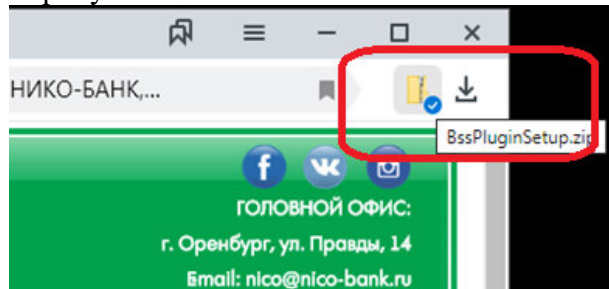 НИКО-БАНК,...
BssPluginSetup.zip
ГОЛОВНОЙ ОФИС:
г. Оренбург, ул. Правды, 14
Email: nico@nico-bank.ru